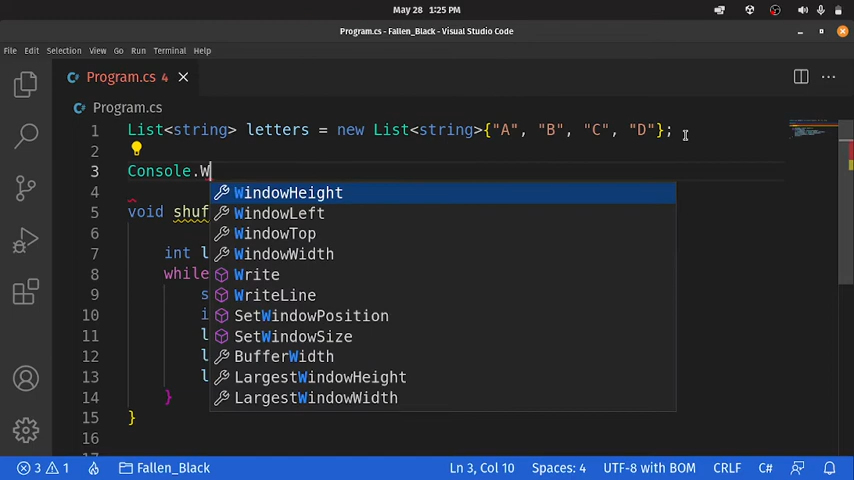 May 28 1:25 PM
Program.cs - Fallen_Black - Visual Studio Code
File Edit Selection View Go Run Terminal Help
Program.cs 4
Program.cs
1 List<string> letters = new List<string>{"A", "B", "C", "D"};
2
3 Console.W
4 WindowHeight
WindowLeft
5 void shuf
6 WindowTop
7 int l WindowWidth
8 while Write
9 s WriteLine
10 i SetWindowPosition
11 l SetWindowSize
12 l BufferWidth
13 l LargestWindowHeight
14 } LargestWindowWidth
15 }
16
3 1 Fallen_Black Ln 3, Col 10 Spaces: 4 UTF-8 with BOM CRLF C#